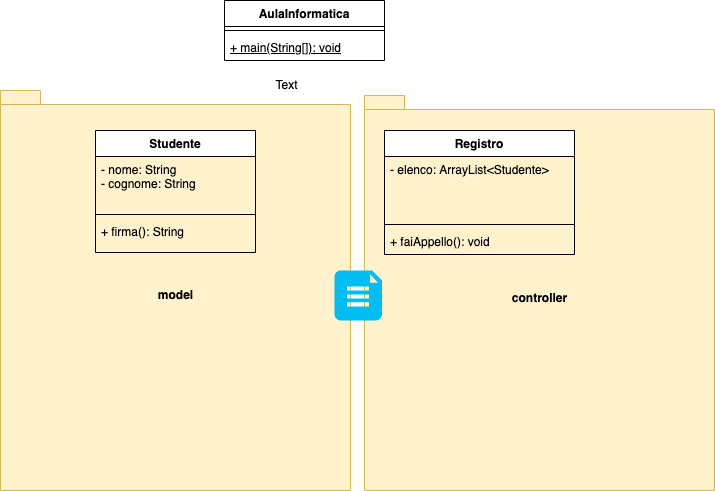 AulaInformatica
+ main(String[]): void
Text
Studente
- nome: String
- cognome: String
+ firma(): String
model
Registro
- elenco: ArrayList<Studente>
+ faiAppello(): void
controller